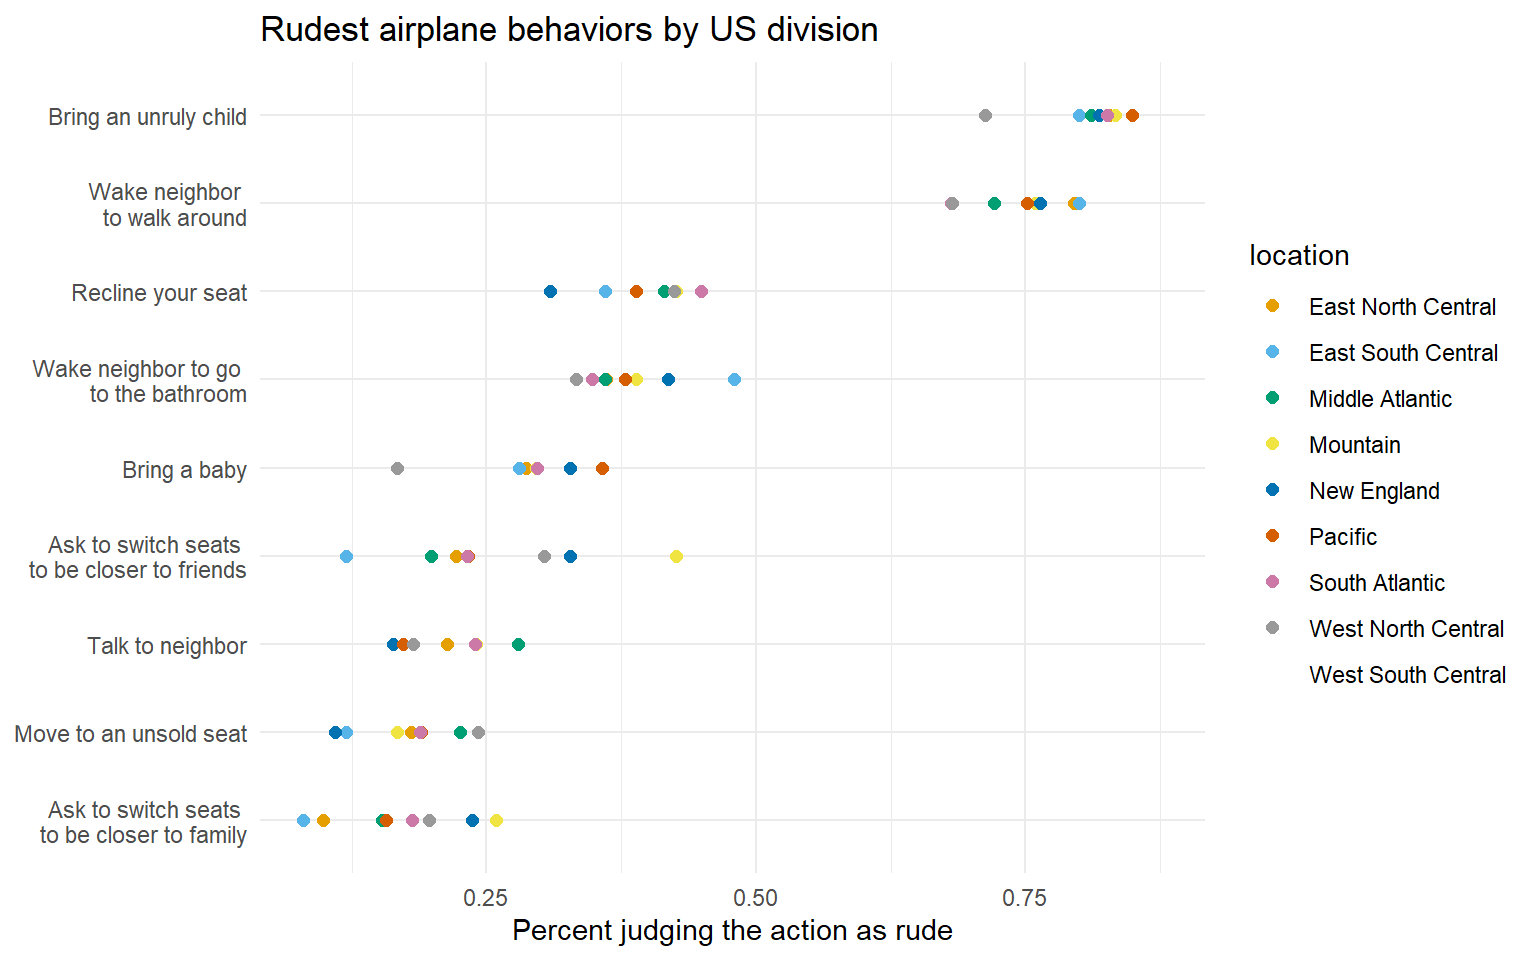 Rudest airplane behaviors by US division
Bring an unruly child
Wake neighbor
to walk around
Recline your seat
Wake neighbor to go
to the bathroom
Bring a baby
Ask to switch seats
to be closer to friends
Talk to neighbor
Move to an unsold seat
Ask to switch seats
to be closer to family
0.25 0.50 0.75
Percent judging the action as rude
location
East North Central
East South Central
Middle Atlantic
Mountain
New England
Pacific
South Atlantic
West North Central
West South Central